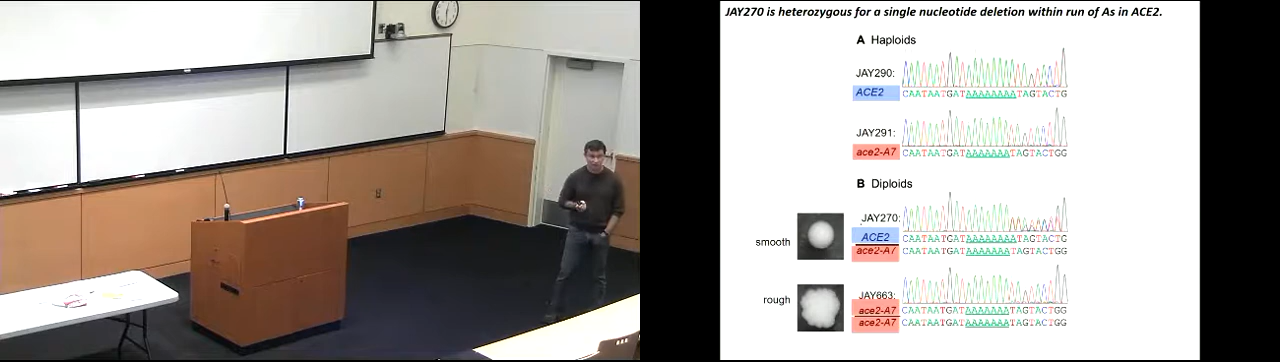 JAY270 is heterozygous for a single nucleotide deletion within run of As in ACE2.
A Haploids
JAY290:
ACE2
CAATAATGATAAAAAAAATAGTACTG
JAY291:
ace2-A7
CAATAATGATAAAAAAATAGTACTGG
B Diploids
JAY270:
smooth
ACE2
CAATAATGATAAAAAAAATAGTACTG
ace2-A7
CAATAATGATAAAAAAATAGTACTGG
JAY663:
rough
ace2-A7
CAATAATGATAAAAAAATAGTACTGG
ace2-A7
CAATAATGATAAAAAAATAGTACTGG